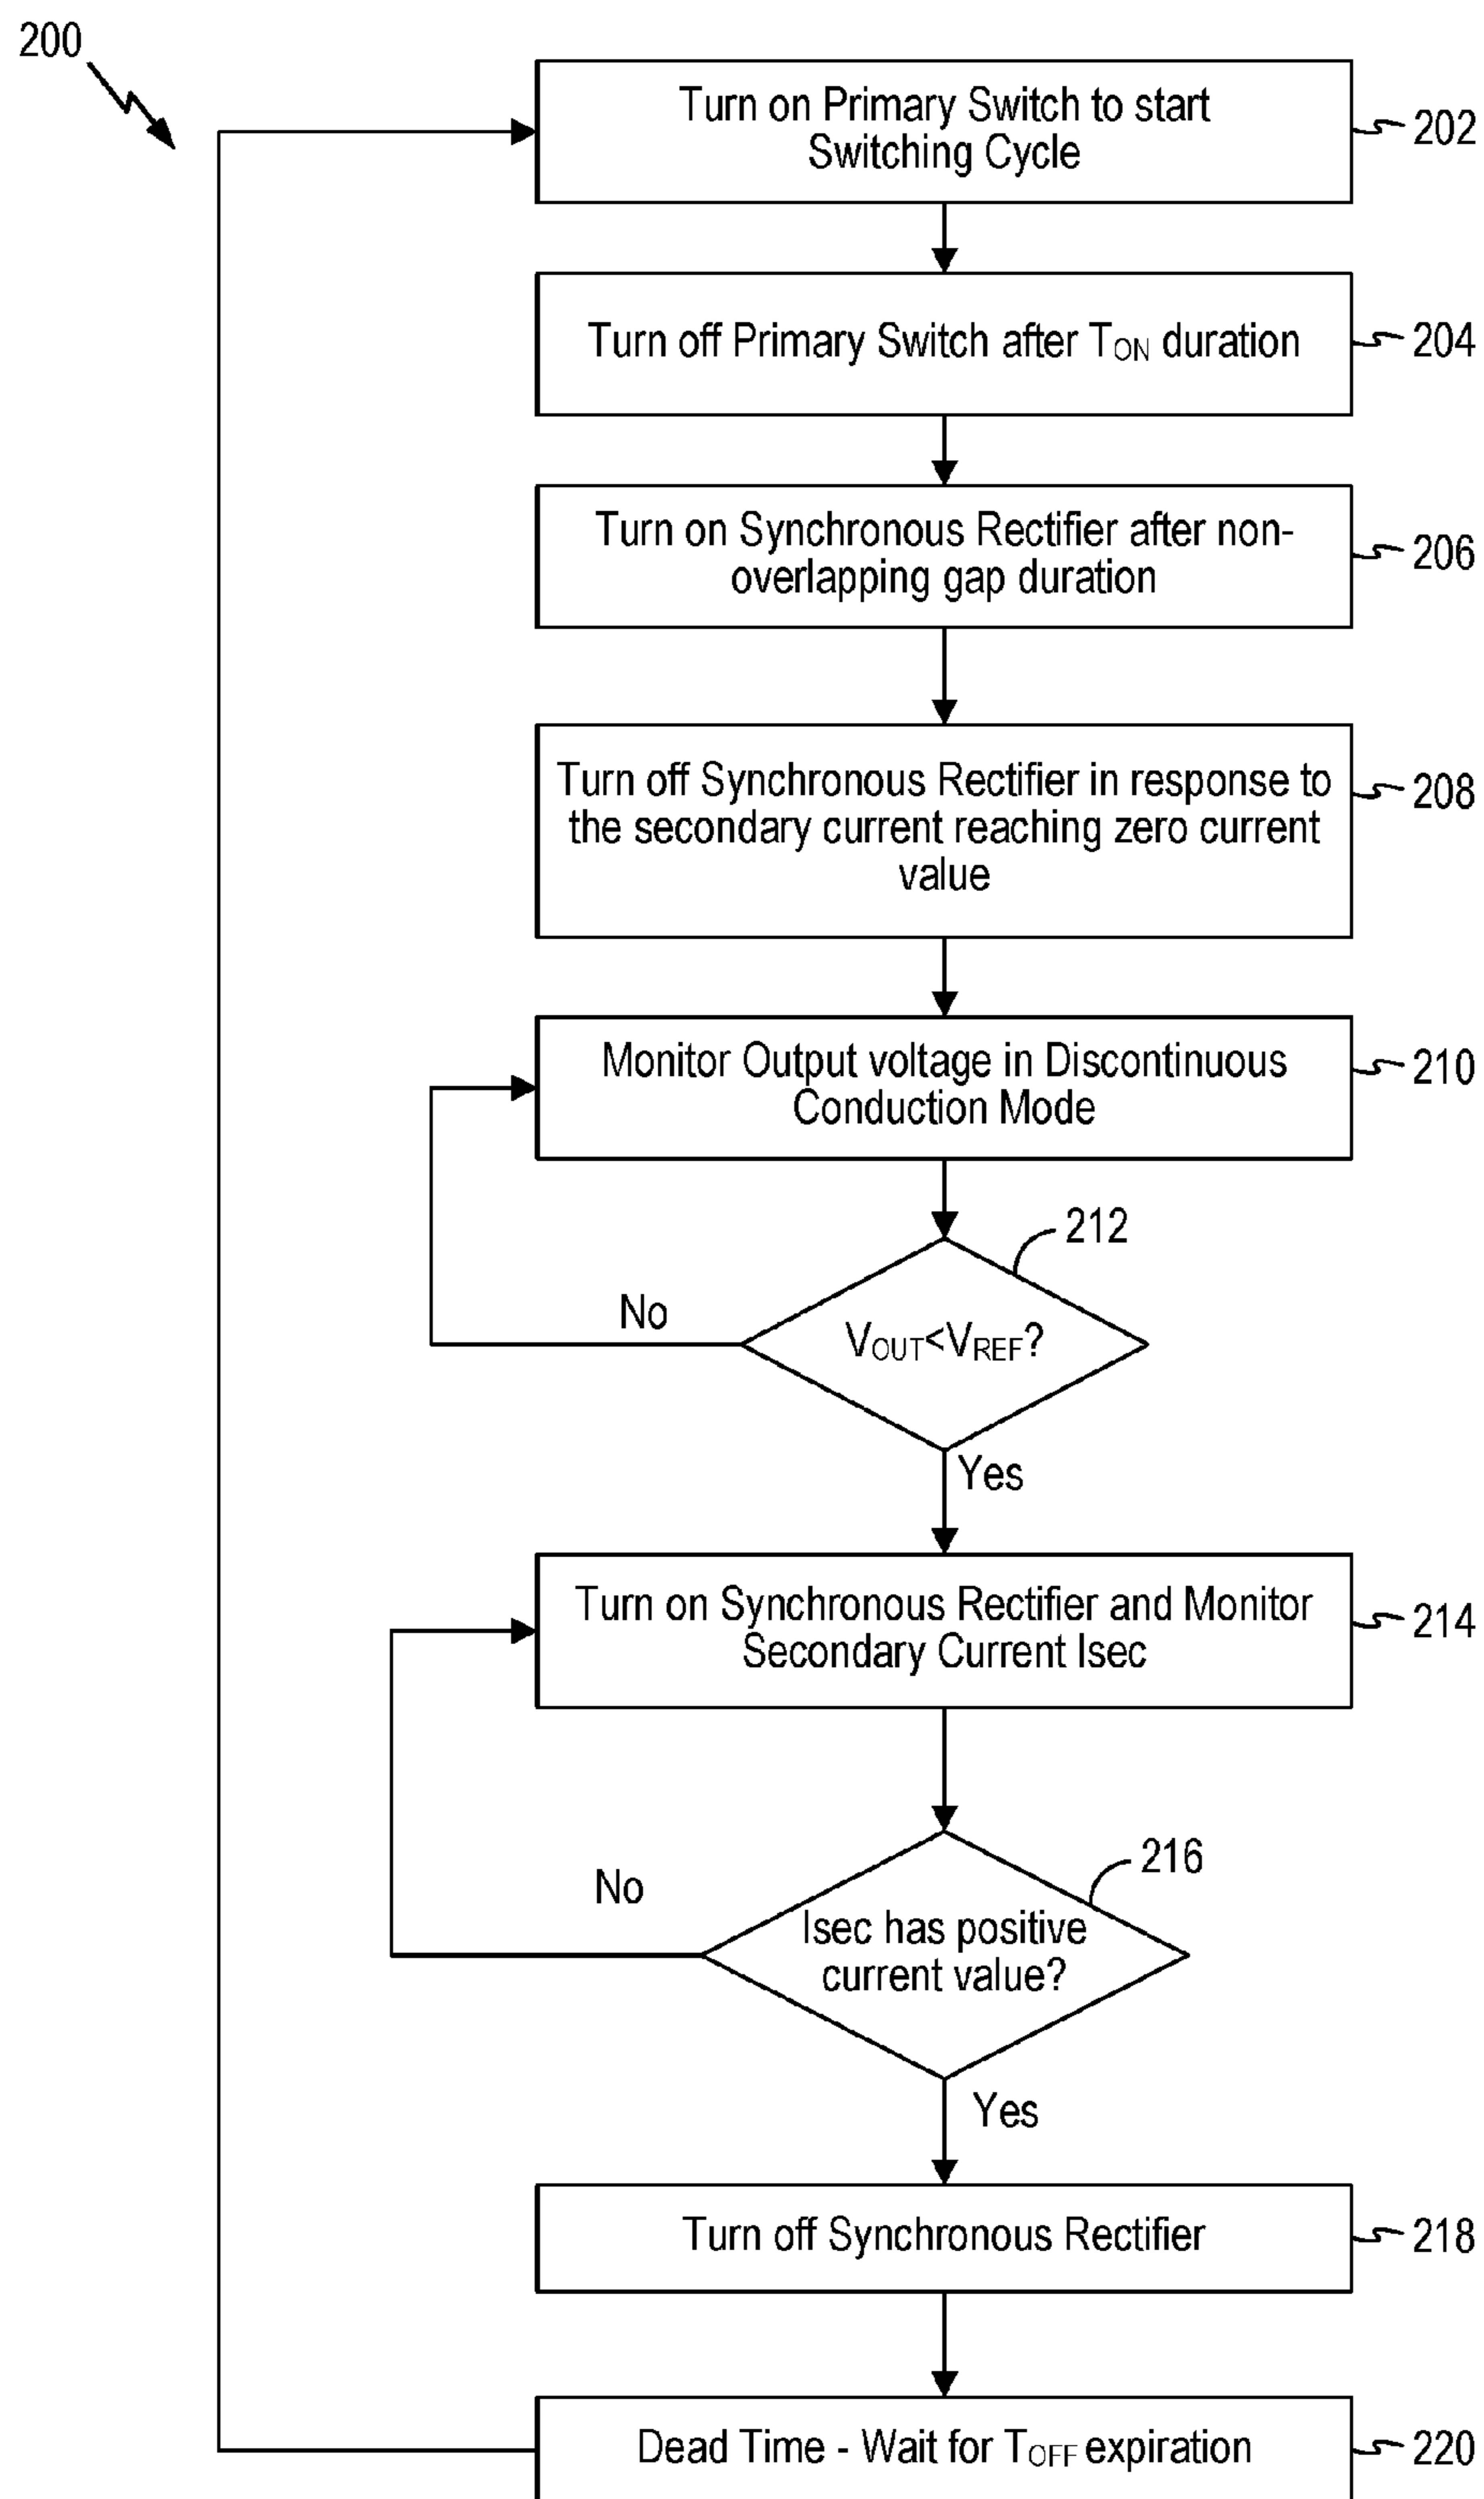 200
Turn on Primary Switch to start
Switching Cycle
202
Turn off Primary Switch after TON duration
204
Turn on Synchronous Rectifier after non-
overlapping gap duration
206
Turn off Synchronous Rectifier in response to
the secondary current reaching zero current
value
208
Monitor Output voltage in Discontinuous
Conduction Mode
210
212
No
VOUT<VREF?
Yes
Turn on Synchronous Rectifier and Monitor
Secondary Current Isec
214
216
No
Isec has positive
current value?
Yes
Turn off Synchronous Rectifier
218
Dead Time - Wait for TOFF expiration
220